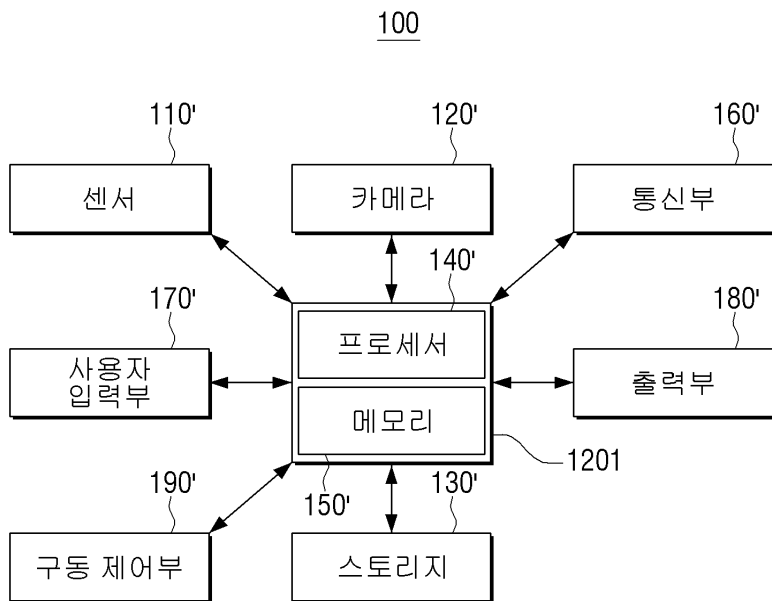 100
110'
120'
160'
센서
카메라
통신부
140'
170'
180'
프로세서
사용자
입력부
출력부
메모리
1201
190'
150'
130'
구동 제어부
스토리지